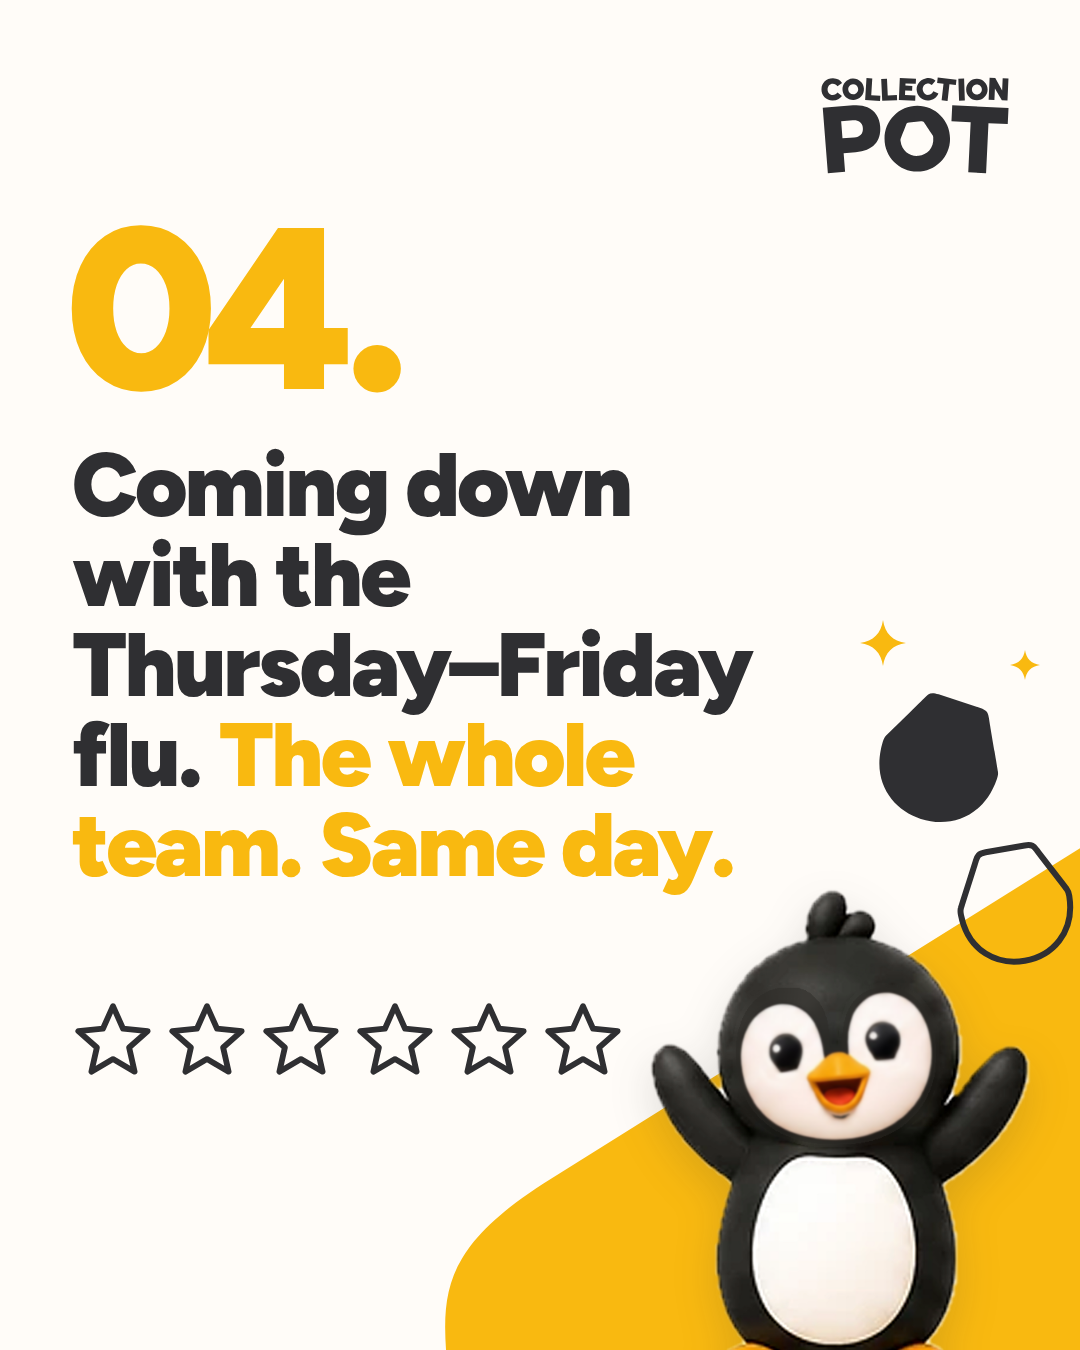 COLLECTION
POT
04.
Coming down
with the
Thursday–Friday
flu. The whole
team. Same day.